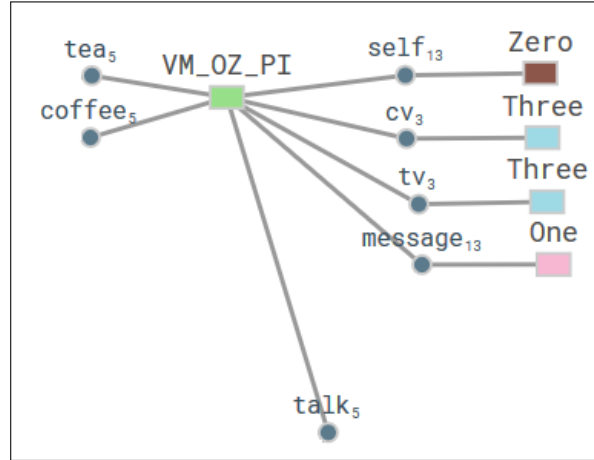 tea₅
VM_OZ_PI
self₁₃
Zero
coffee₅
cv₃
Three
tv₃
Three
message₁₃
One
talk₅